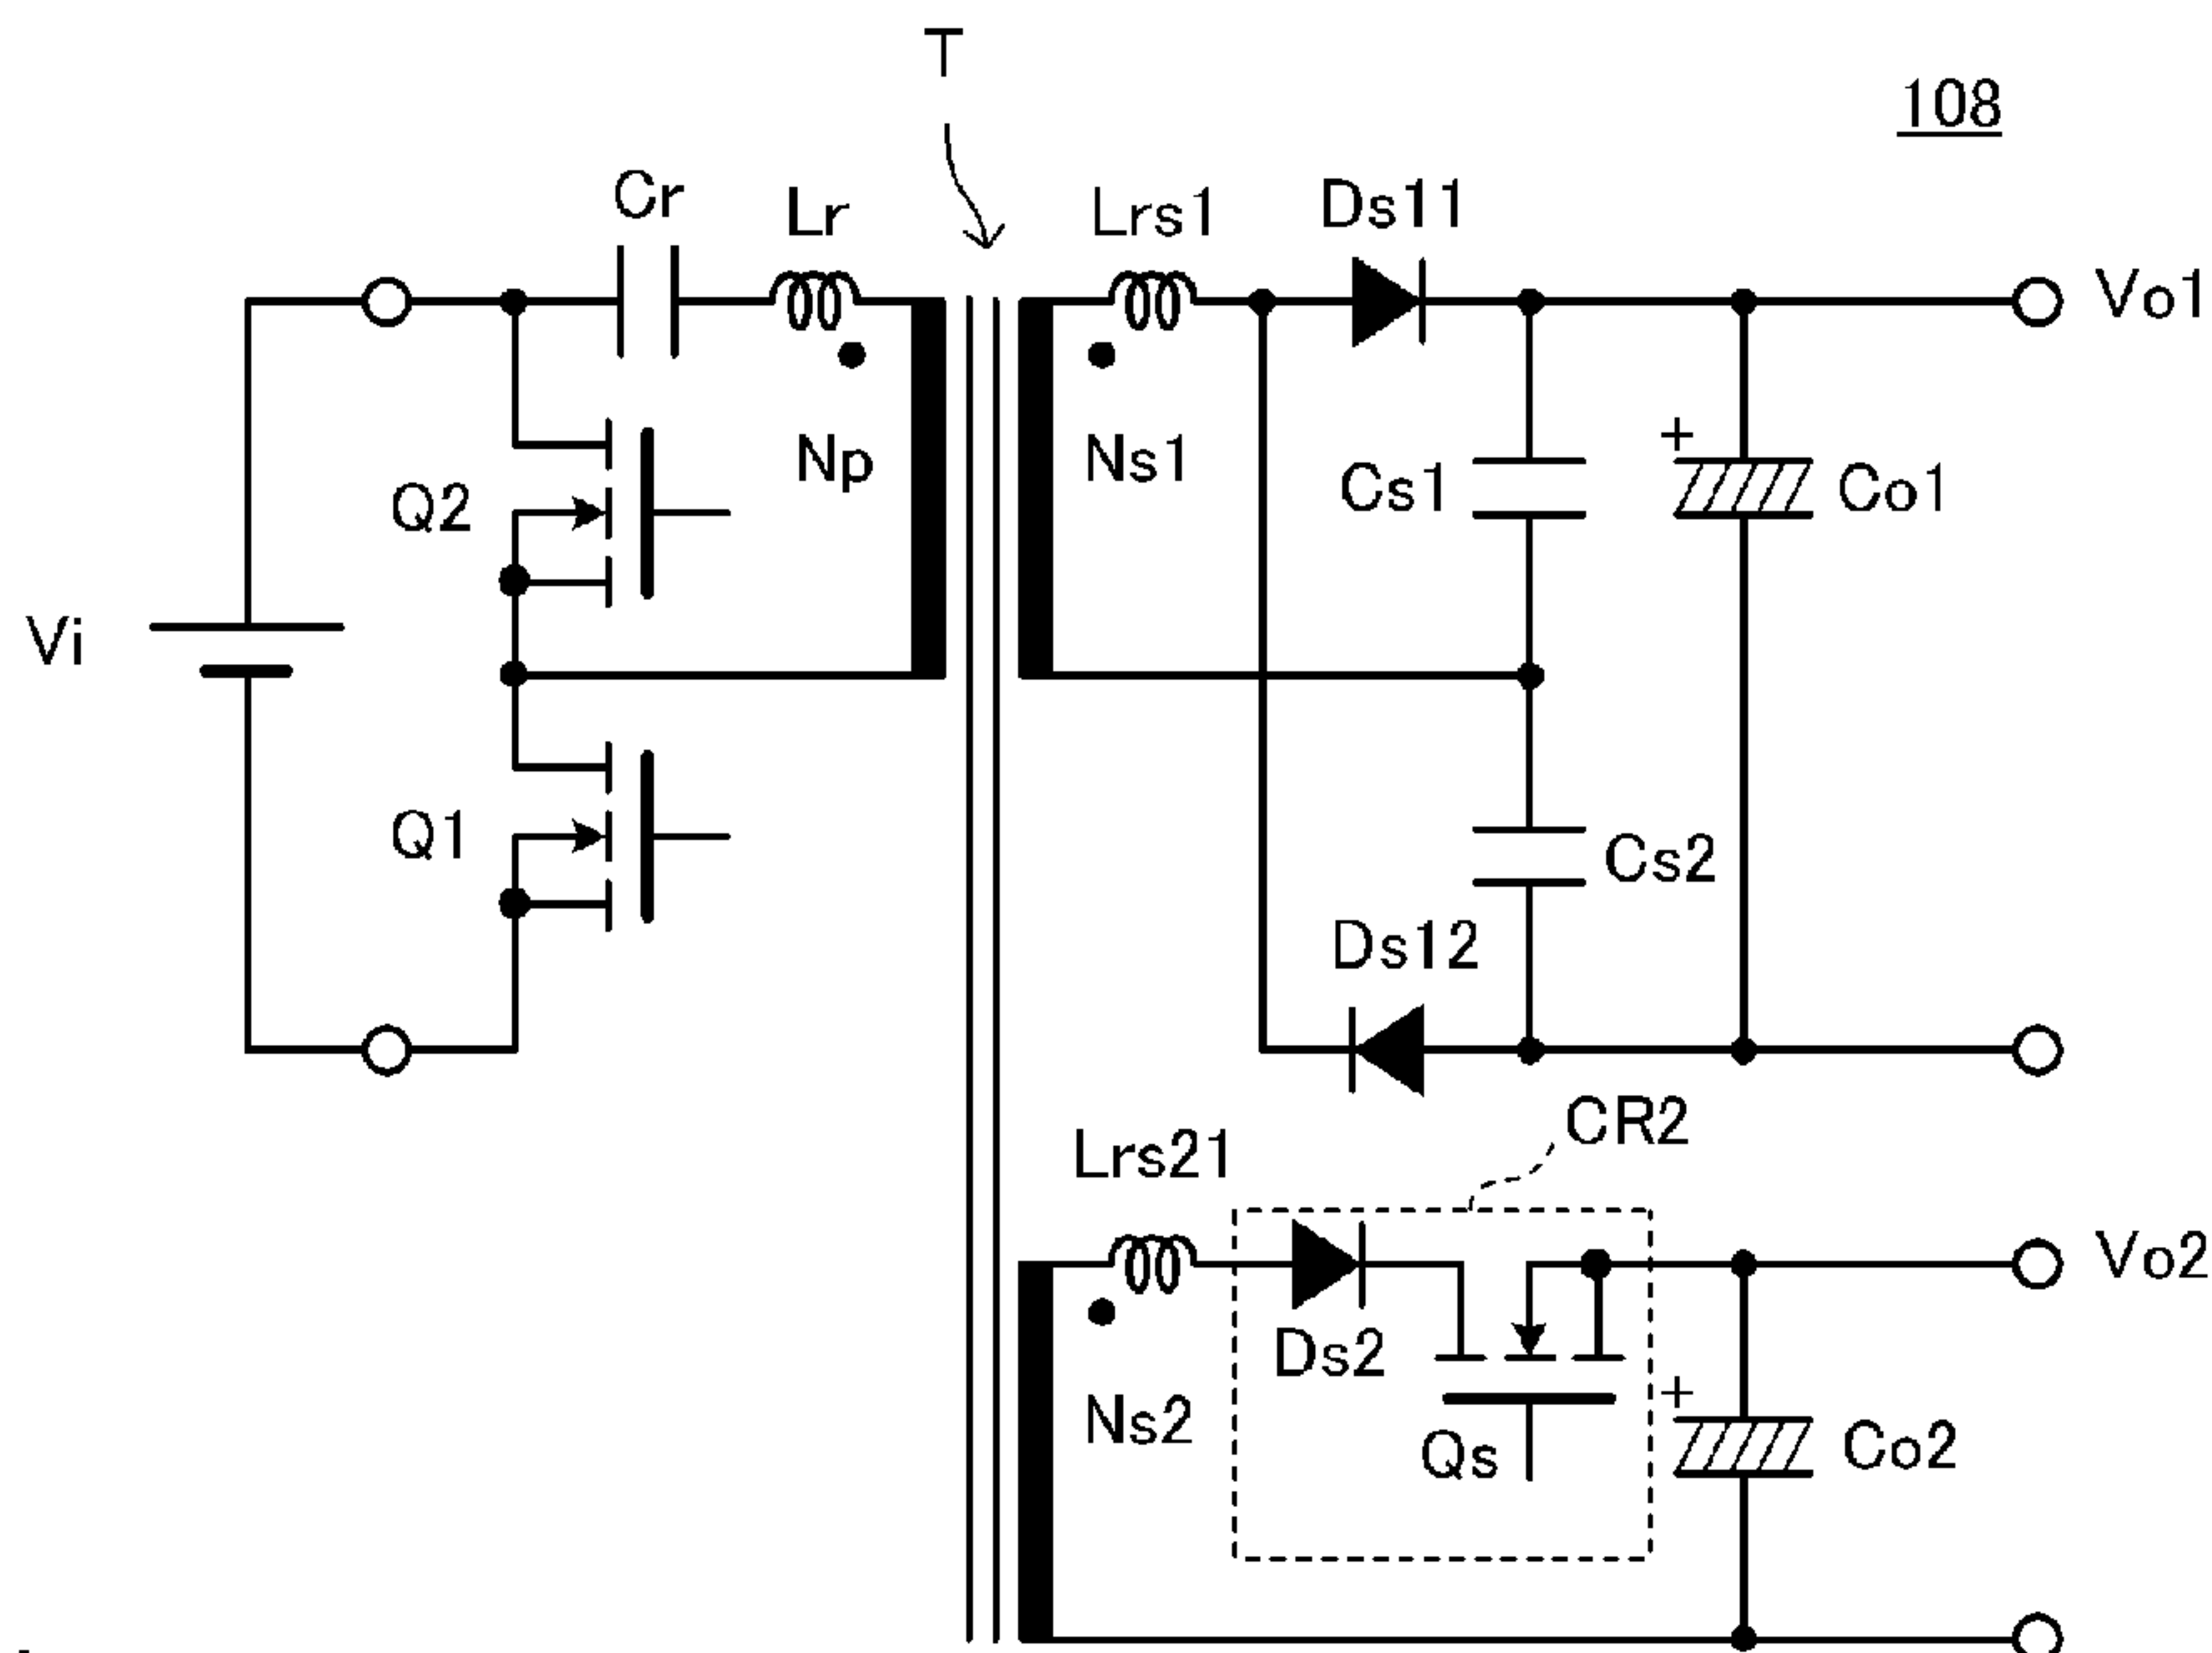 T
108
Cr
Lr
Lrs1
Ds11
Vo1
Np
Ns1
Cs1
+
Co1
Q2
Vi
Q1
Cs2
Ds12
CR2
Lrs21
Vo2
Ds2
Ns2
Qs
+
Co2